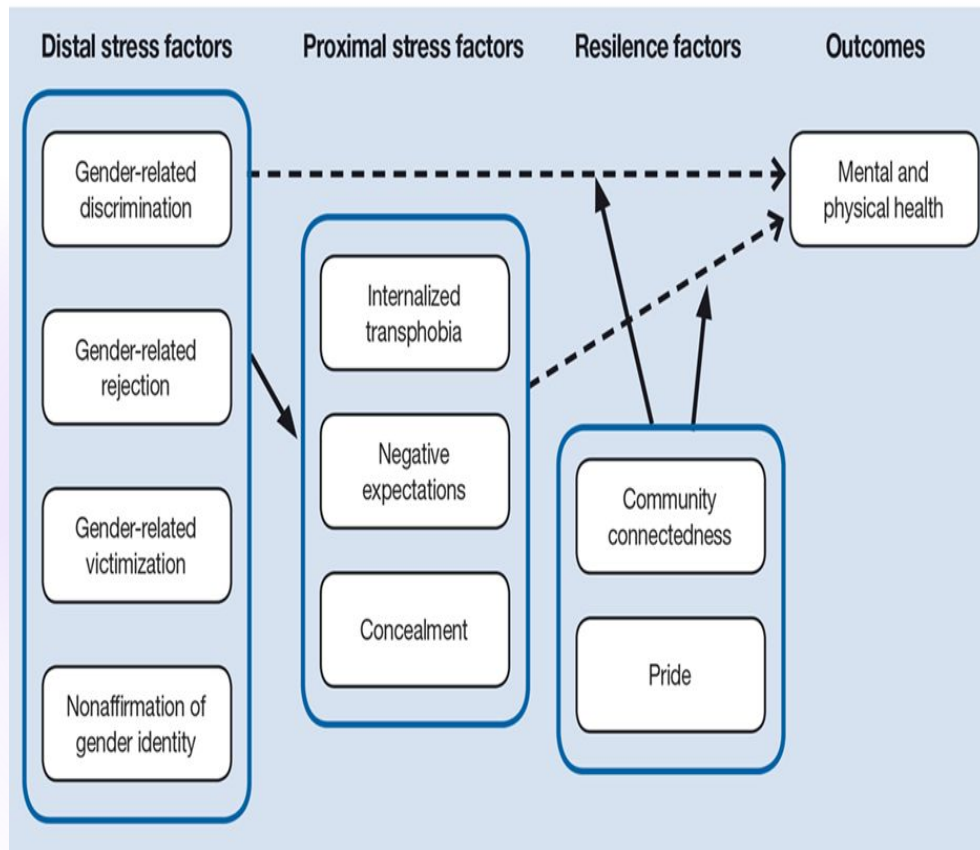 Distal stress factors
Proximal stress factors
Resilence factors
Outcomes
Gender-related
discrimination
Gender-related
rejection
Gender-related
victimization
Nonaffirmation of
gender identity
Internalized
transphobia
Negative
expectations
Concealment
Community
connectedness
Pride
Mental and
physical health